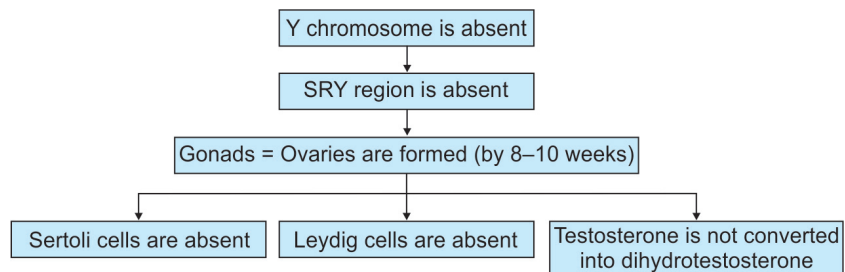 Y chromosome is absent
SRY region is absent
Gonads = Ovaries are formed (by 8–10 weeks)
Sertoli cells are absent
Leydig cells are absent
Testosterone is not converted
into dihydrotestosterone